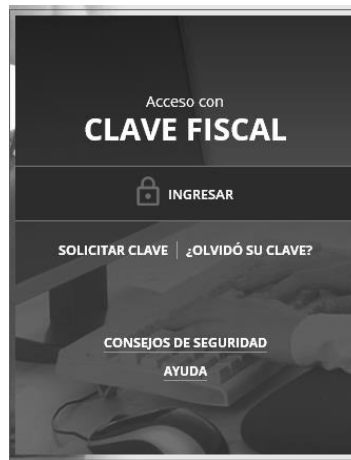 Acceso con
CLAVE FISCAL
INGRESAR
SOLICITAR CLAVE | ¿OLVIDÓ SU CLAVE?
CONSEJOS DE SEGURIDAD
AYUDA